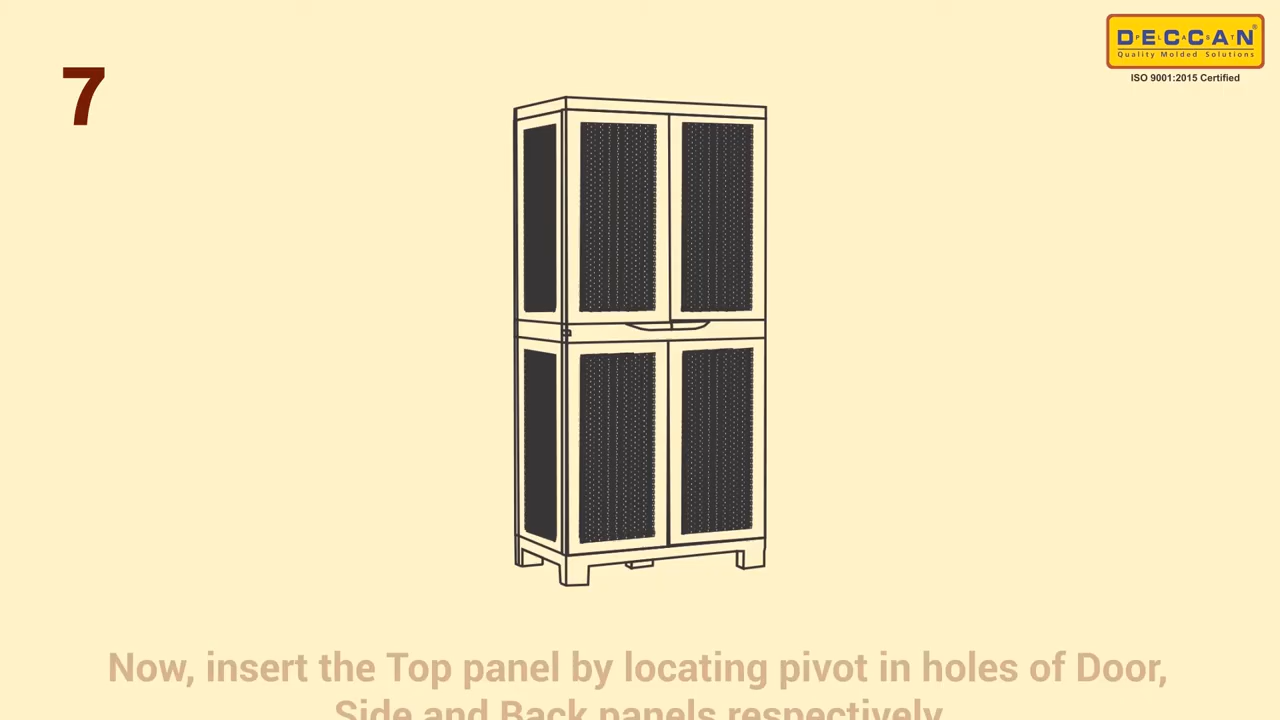 7
DECCAN®
PLAST
Quality Molded Solutions
ISO 9001:2015 Certified
Now, insert the Top panel by locating pivot in holes of Door,
Side and Back panels respectively